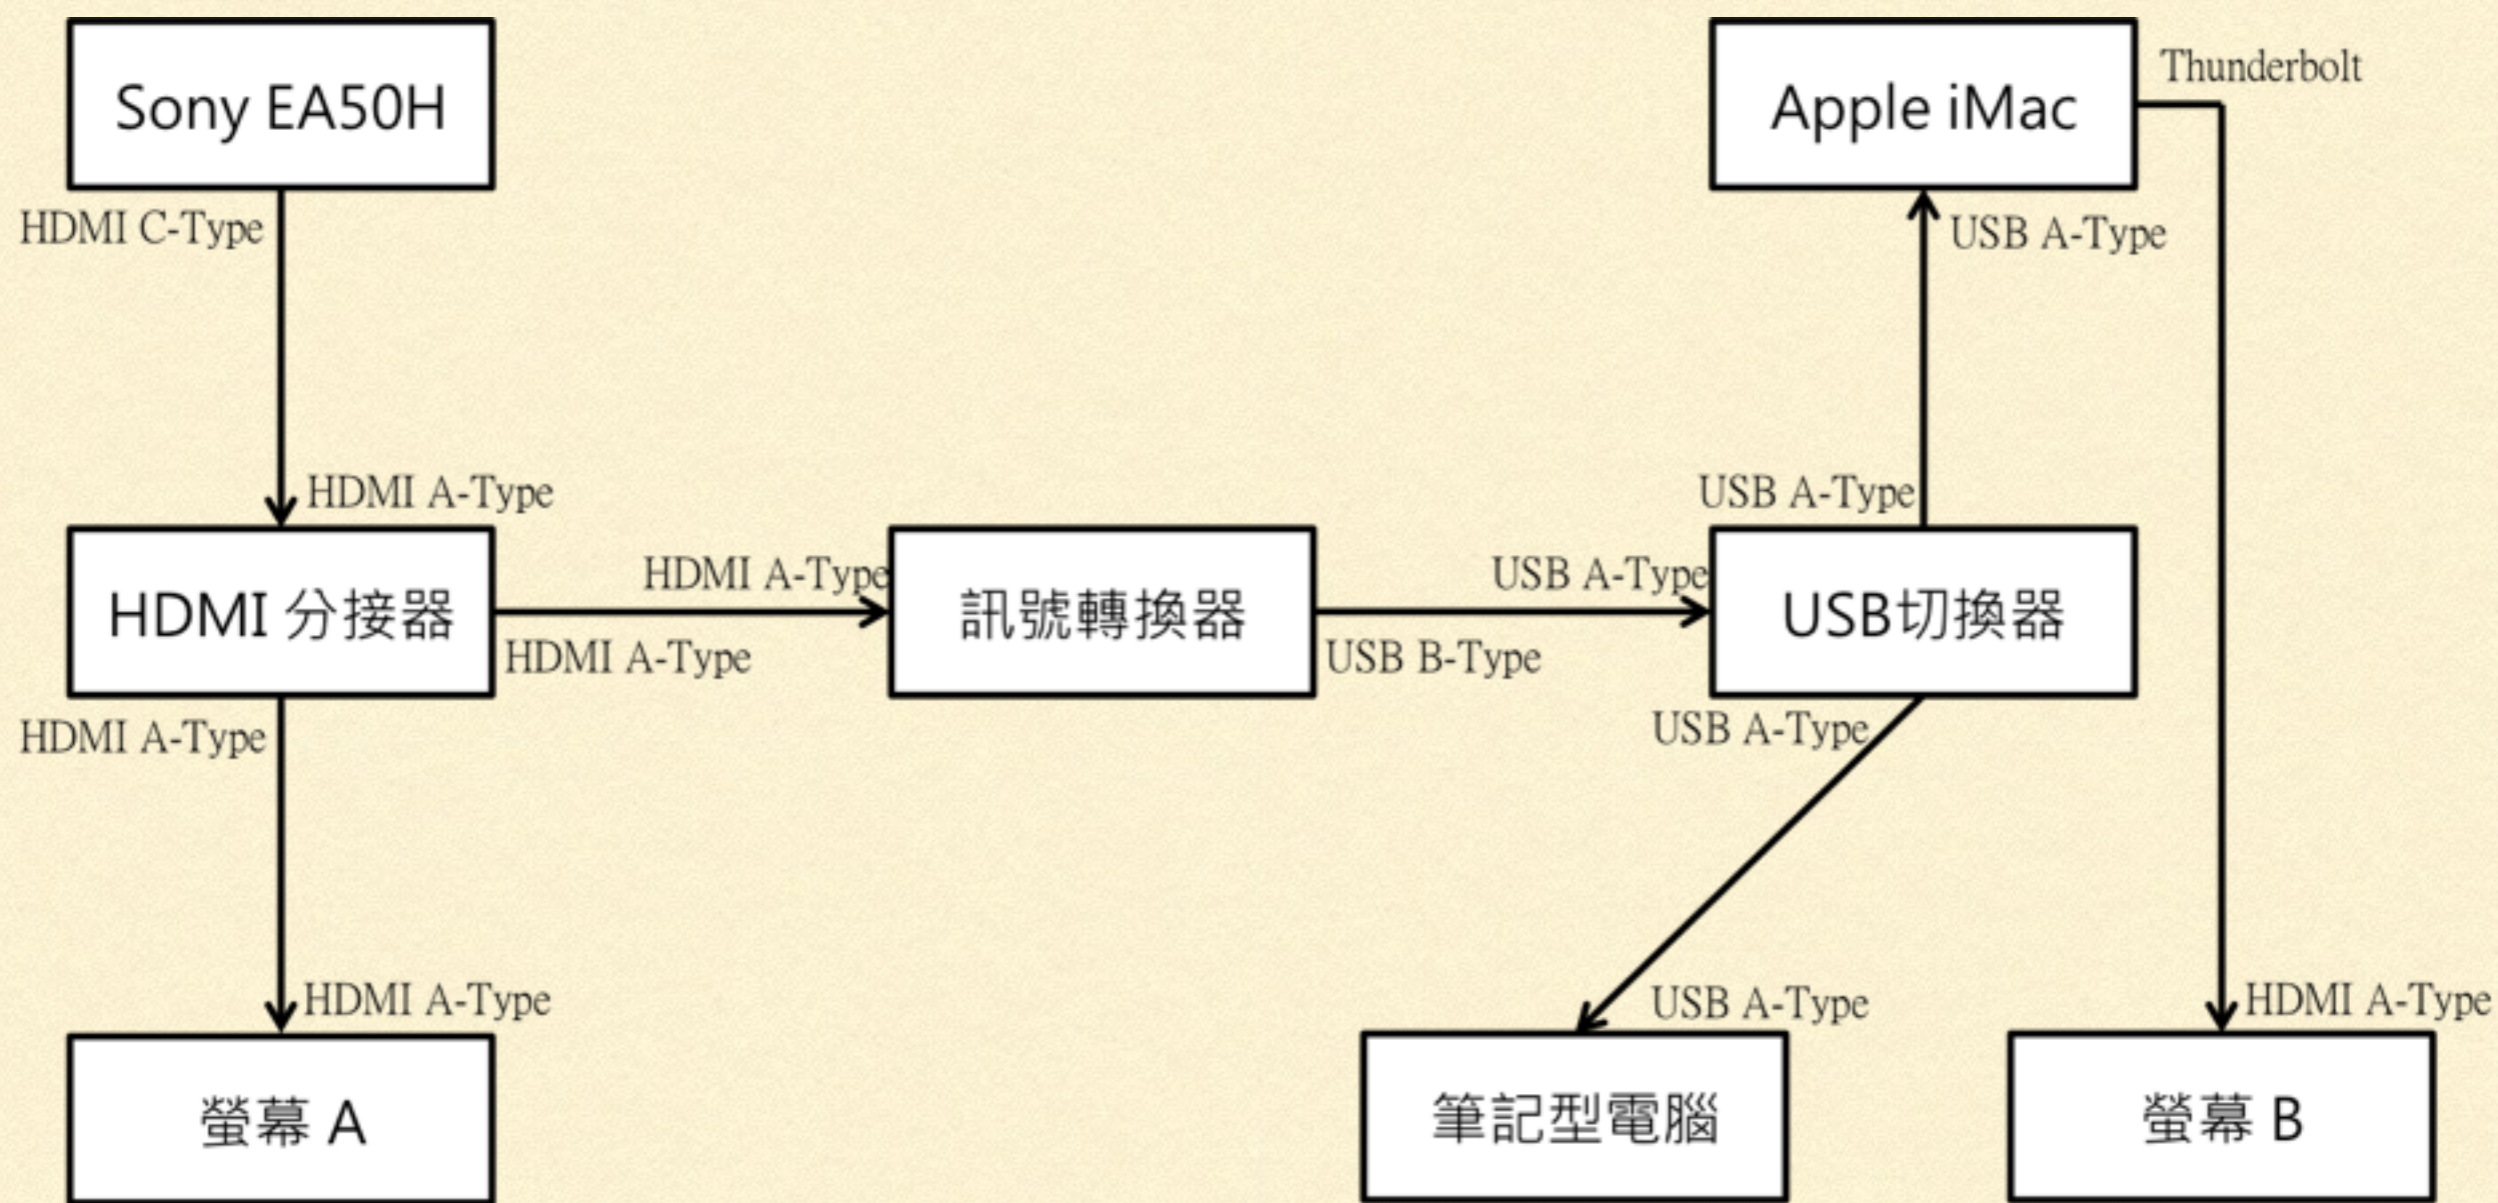 Sony EA50H
Apple iMac
Thunderbolt
HDMI C-Type
USB A-Type
HDMI A-Type
USB A-Type
HDMI 分接器
HDMI A-Type
HDMI A-Type
訊號轉換器
USB A-Type
USB B-Type
USB切換器
HDMI A-Type
USB A-Type
HDMI A-Type
USB A-Type
HDMI A-Type
螢幕 A
筆記型電腦
螢幕 B